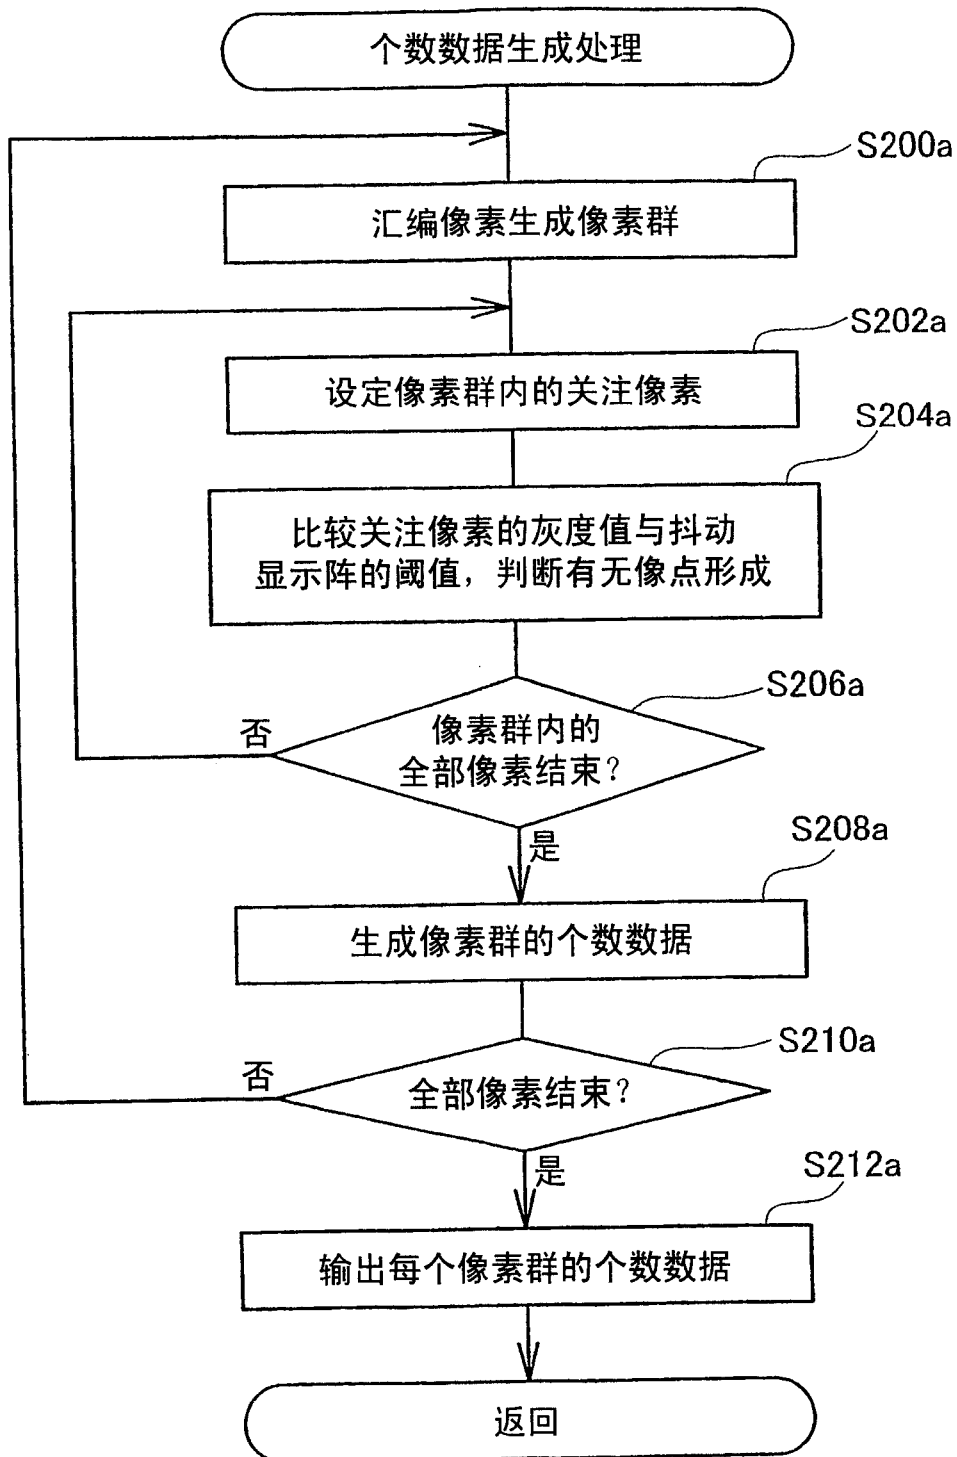 个数数据生成处理
S200a
汇编像素生成像素群
S202a
设定像素群内的关注像素
S204a
比较关注像素的灰度值与抖动
显示阵的阈值，判断有无像点形成
S206a
像素群内的
全部像素结束？
否
是
S208a
生成像素群的个数数据
S210a
全部像素结束？
否
是
S212a
输出每个像素群的个数数据
返回